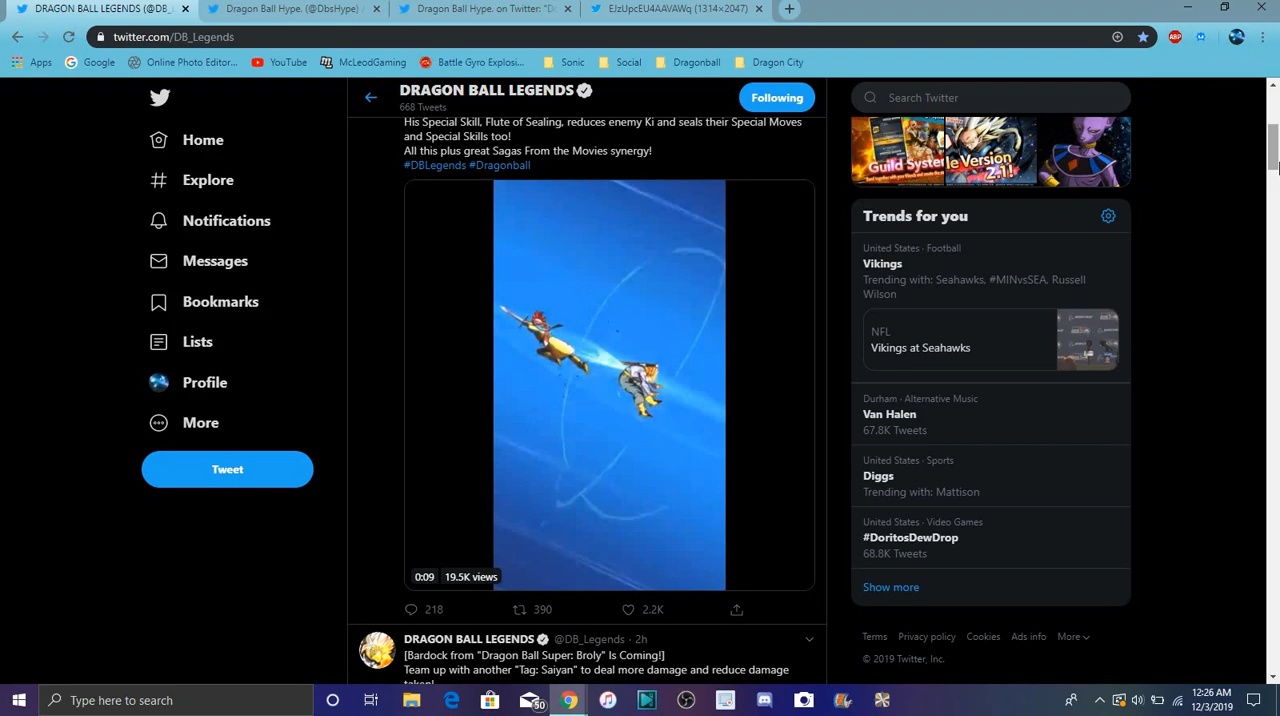 DRAGON BALL LEGENDS (@DB_L
Dragon Ball Hype. (@DbsHype)
Dragon Ball Hype. on Twitter: "D
EJzUpcEU4AAVAWq (1314×2047)
twitter.com/DB_Legends
ABP
Apps
Google
Online Photo Editor...
YouTube
McLeodGaming
Battle Gyro Explosi...
Sonic
Social
Dragonball
Dragon City
DRAGON BALL LEGENDS
668 Tweets
Following
Search Twitter
Home
Explore
Notifications
Messages
Bookmarks
Lists
Profile
More
Tweet
His Special Skill, Flute of Sealing, reduces enemy Ki and seals their Special Moves
and Special Skills too!
All this plus great Sagas From the Movies synergy!
#DBLegends #Dragonball
0:09
19.5K views
218
390
2.2K
DRAGON BALL LEGENDS @DB_Legends · 2h
[Bardock from "Dragon Ball Super: Broly" Is Coming!]
Team up with another "Tag: Saiyan" to deal more damage and reduce damage
Guild System
le Version
2.1!
Trends for you
United States · Football
Vikings
Trending with: Seahawks, #MINvsSEA, Russell
Wilson
NFL
Vikings at Seahawks
Durham · Alternative Music
Van Halen
67.8K Tweets
United States · Sports
Diggs
Trending with: Mattison
United States · Video Games
#DoritosDewDrop
68.8K Tweets
Show more
Terms
Privacy policy
Cookies
Ads info
More
© 2019 Twitter, Inc.
Type here to search
50
12:26 AM
12/3/2019